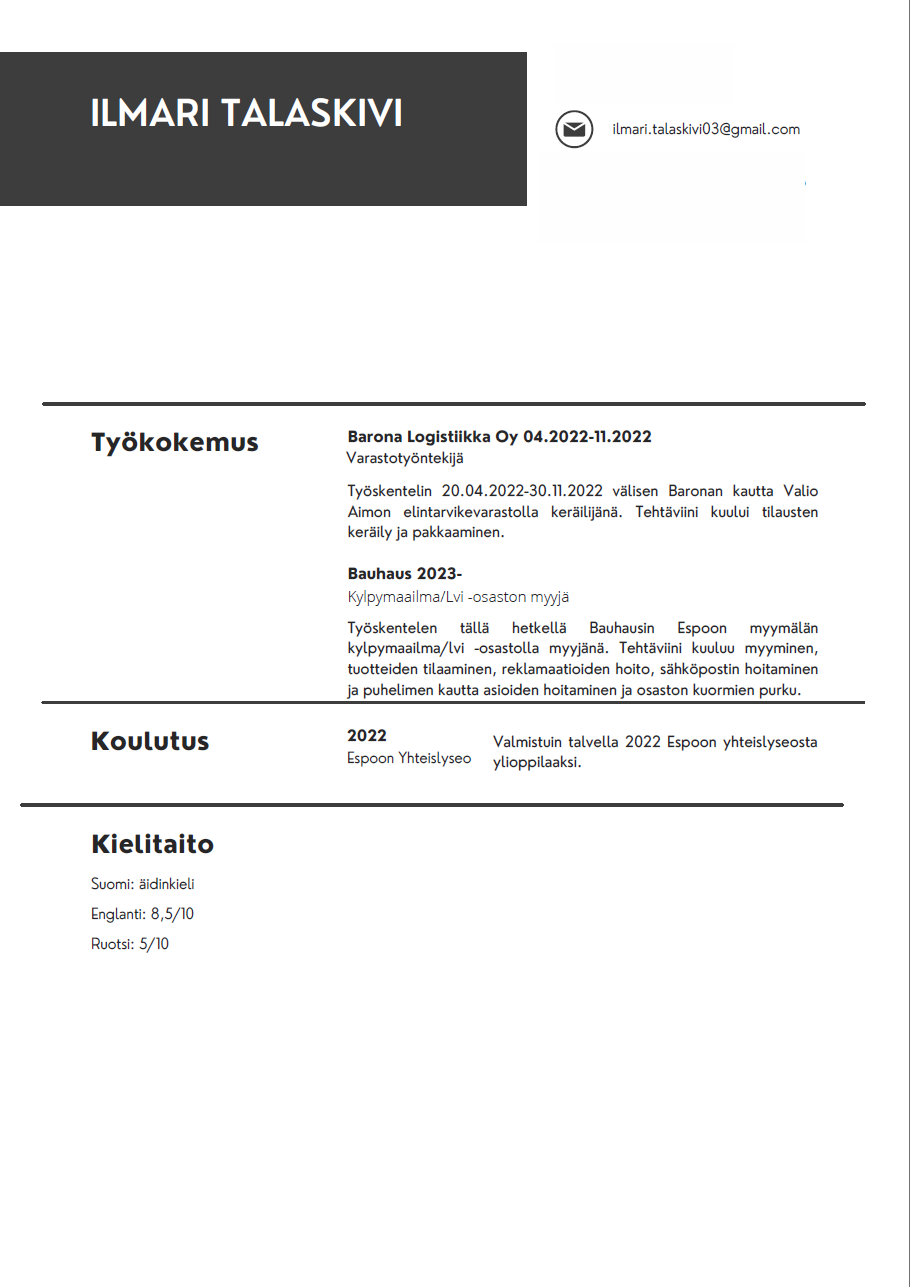 ILMARI TALASKIVI
ilmari.talaskivi03@gmail.com
Työkokemus
Barona Logistiikka Oy 04.2022-11.2022
Varastotyöntekijä
Työskentelin 20.04.2022-30.11.2022 välisen Baronan kautta Valio
Aimon elintarvikevarastolla keräilijänä. Tehtäviini kuului tilausten
keräily ja pakkaaminen.
Bauhaus 2023-
Kylpymaailma/Lvi -osaston myyjä
Työskentelen tällä hetkellä Bauhausin Espoon myymälän
kylpymaailma/lvi -osastolla myyjänä. Tehtäviini kuuluu myyminen,
tuotteiden tilaaminen, reklamaatioiden hoito, sähköpostin hoitaminen
ja puhelimen kautta asioiden hoitaminen ja osaston kuormien purku.
Koulutus
2022
Espoon Yhteislyseo
Valmistuin talvella 2022 Espoon yhteislyseosta
ylioppilaaksi.
Kielitaito
Suomi: äidinkieli
Englanti: 8,5/10
Ruotsi: 5/10